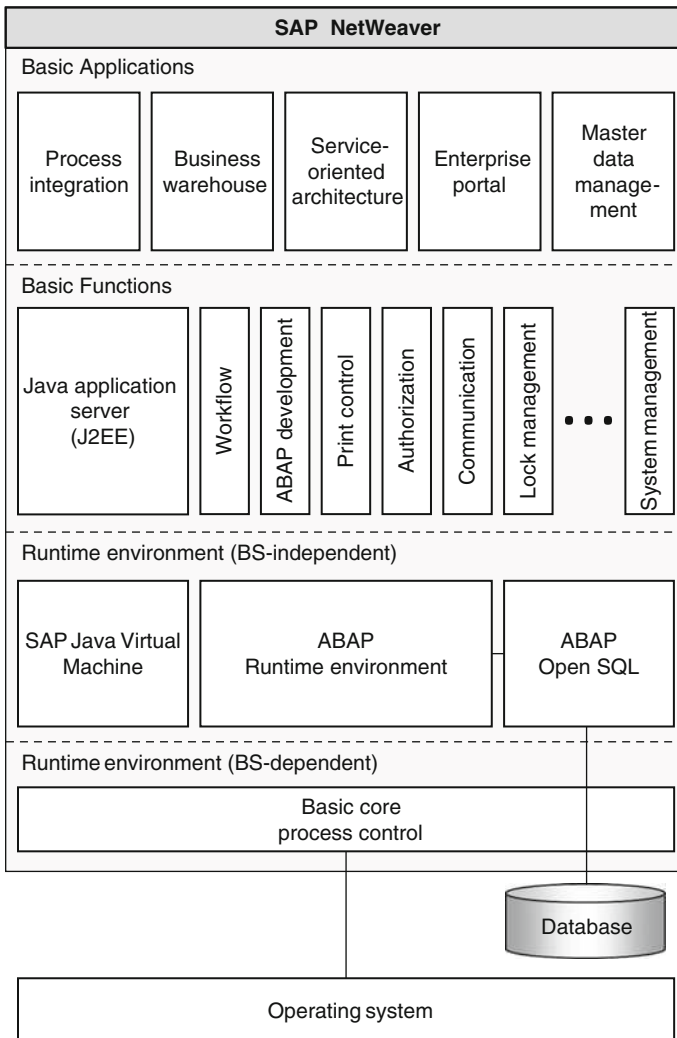 SAP NetWeaver
Basic Applications
Process
integration
Business
warehouse
Service-
oriented
architecture
Enterprise
portal
Master
data
manage-
ment
Basic Functions
Java application
server
(J2EE)
Workflow
ABAP development
Print control
Authorization
Communication
Lock management
System management
Runtime environment (BS-independent)
SAP Java Virtual
Machine
ABAP
Runtime environment
ABAP
Open SQL
Runtime environment (BS-dependent)
Basic core
process control
Database
Operating system